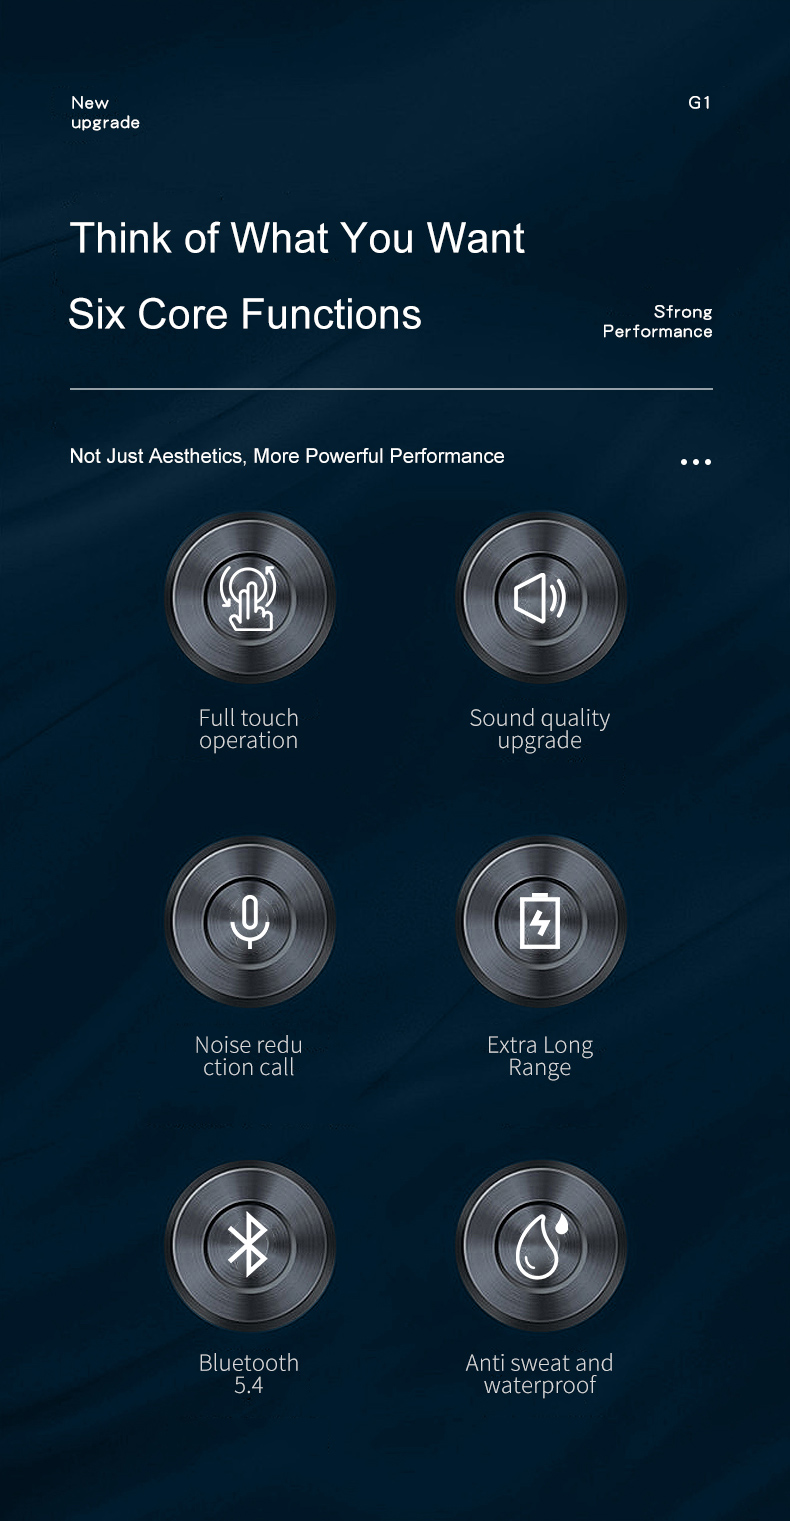 New
upgrade
G1
Think of What You Want
Six Core Functions
Sfrong
Performance
Not Just Aesthetics, More Powerful Performance
Full touch
operation
Sound quality
upgrade
Noise redu
ction call
Extra Long
Range
Bluetooth
5.4
Anti sweat and
waterproof